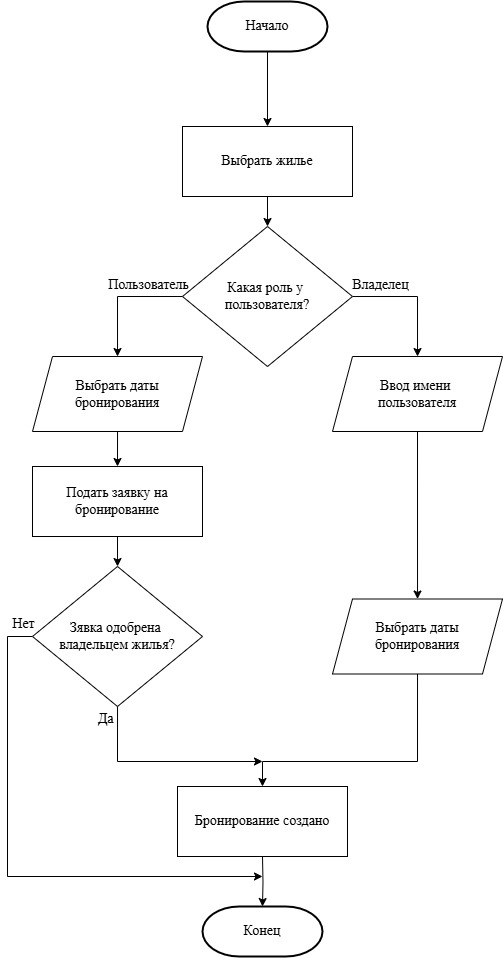 Начало
Выбрать жилье
Какая роль у
пользователя?
Пользователь
Владелец
Выбрать даты
бронирования
Ввод имени
пользователя
Подать заявку на
бронирование
Зявка одобрена
владельцем жилья?
Нет
Да
Выбрать даты
бронирования
Бронирование создано
Конец